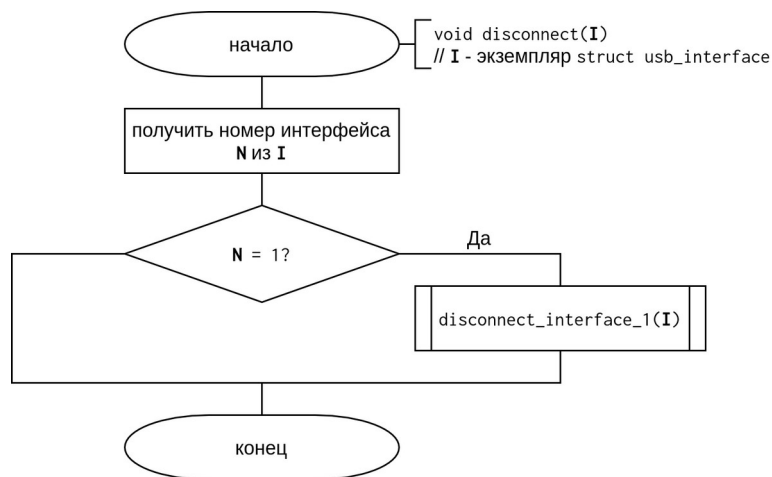 начало
void disconnect(I)
// I - экземпляр struct usb_interface
получить номер интерфейса
N из I
N = 1?
Да
disconnect_interface_1(I)
конец